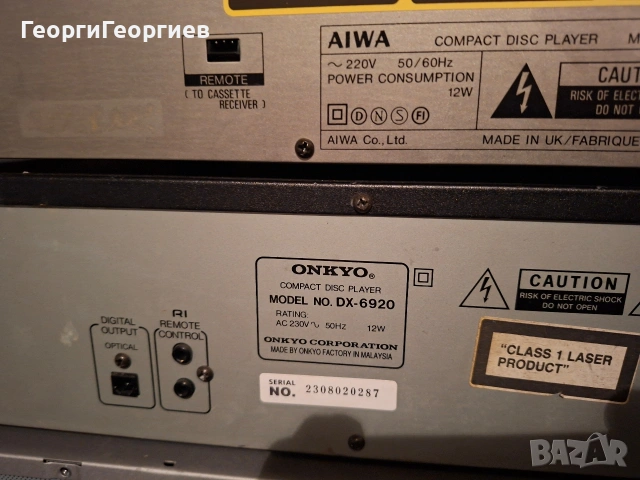 ГеоргиГеоргиев
REMOTE
( TO CASSETTE
RECEIVER )
AIWA COMPACT DISC PLAYER
~ 220V 50/60Hz
POWER CONSUMPTION
12W
D N S FI
AIWA Co., Ltd. MADE IN UK/FABRIQUE
CAU
RISK OF ELECTR
DO NOT
ONKYO®
COMPACT DISC PLAYER
MODEL NO. DX-6920
RATING:
AC 230V~ 50HZ 12W
ONKYO CORPORATION
MADE BY ONKYO FACTORY IN MALAYSIA
DIGITAL
OUTPUT
OPTICAL
RI
REMOTE
CONTROL
CAUTION
RISK OF ELECTRIC SHOCK
DO NOT OPEN
"CLASS 1 LASER
PRODUCT"
SERIAL
NO. 2308020287
BAZAR